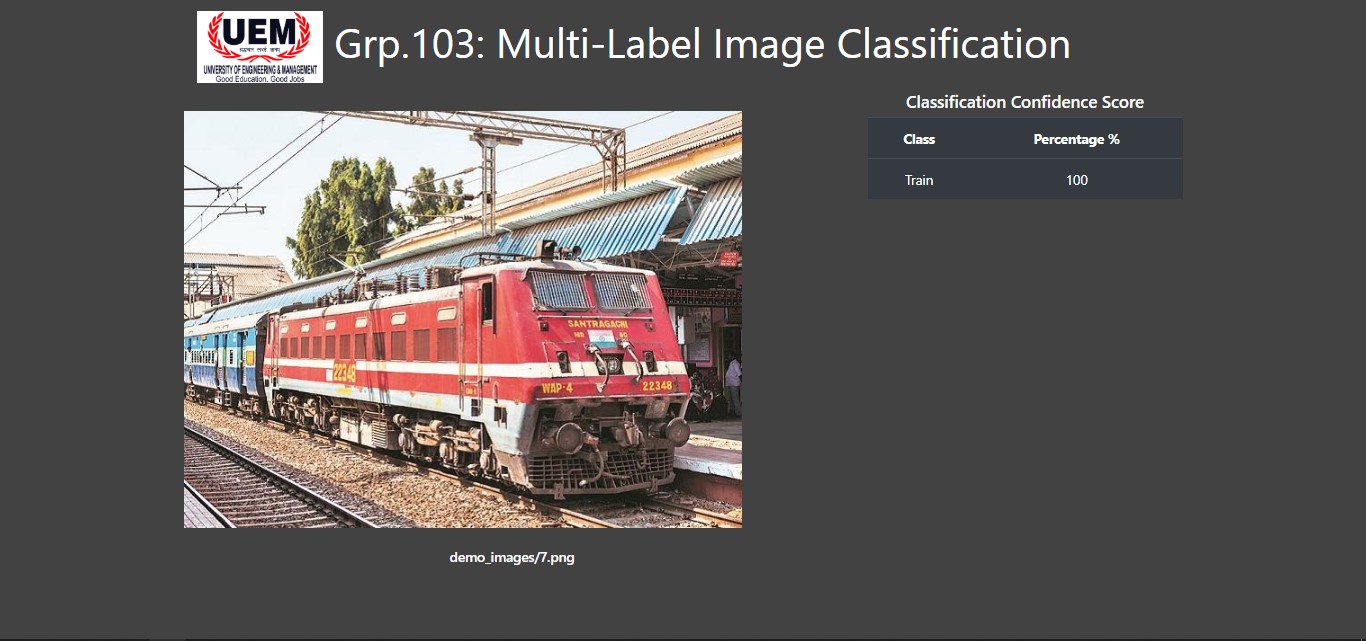 UEM
UNIVERSITY OF ENGINEERING & MANAGEMENT
Good Education, Good Jobs
Grp.103: Multi-Label Image Classification
Classification Confidence Score
Class Percentage %
Train 100
SANTRAGACHI
22348
WAP-4 22348
demo_images/7.png